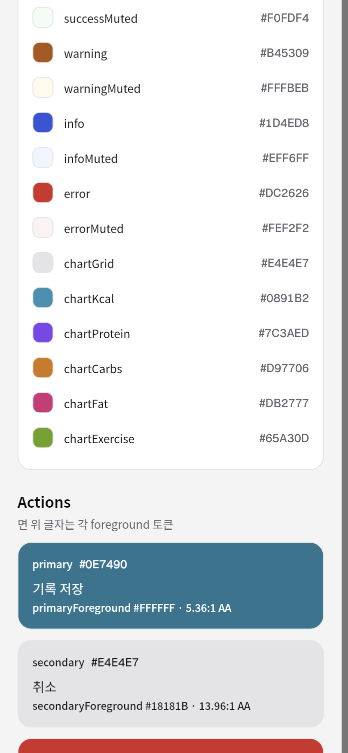 successMuted #F0FDF4
warning #B45309
warningMuted #FFFBEB
info #1D4ED8
infoMuted #EFF6FF
error #DC2626
errorMuted #FEF2F2
chartGrid #E4E4E7
chartKcal #0891B2
chartProtein #7C3AED
chartCarbs #D97706
chartFat #DB2777
chartExercise #65A30D
Actions
면 위 글자는 각 foreground 토큰
primary #0E7490
기록 저장
primaryForeground #FFFFFF · 5.36:1 AA
secondary #E4E4E7
취소
secondaryForeground #18181B · 13.96:1 AA